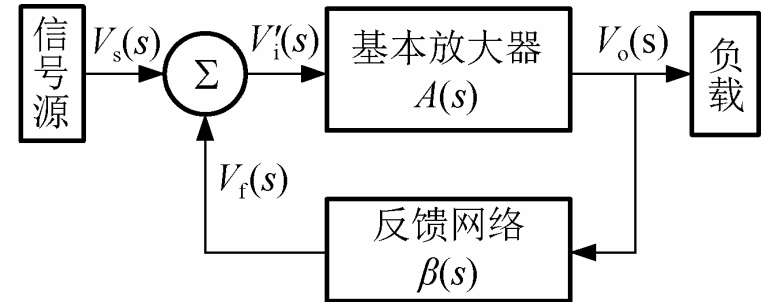 信号源
Vs(s)
Σ
V′i(s)
基本放大器
A(s)
Vo(s)
负载
Vf(s)
反馈网络
β(s)